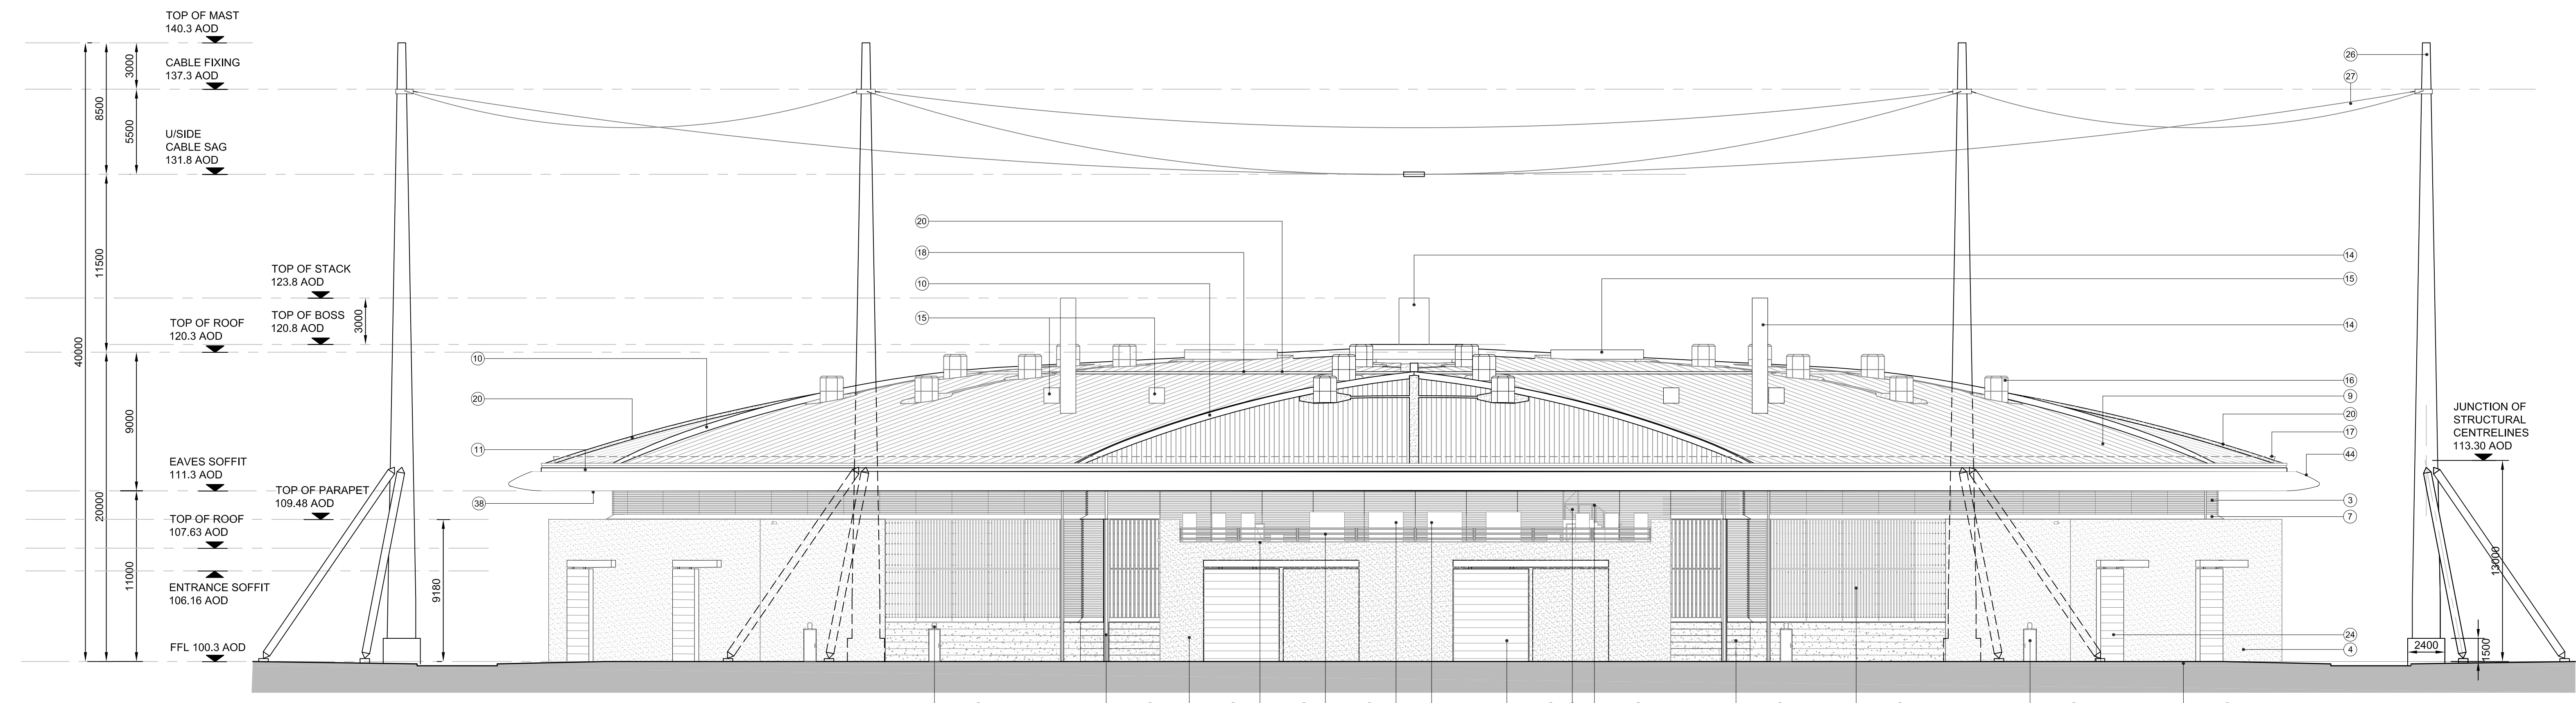 TOP OF MAST
140.3 AOD
CABLE FIXING
137.3 AOD
U/SIDE
CABLE SAG
131.8 AOD
TOP OF STACK
123.8 AOD
TOP OF BOSS
120.8 AOD
TOP OF ROOF
120.3 AOD
EAVES SOFFIT
111.3 AOD
TOP OF PARAPET
109.48 AOD
TOP OF ROOF
107.63 AOD
ENTRANCE SOFFIT
106.16 AOD
FFL 100.3 AOD
40000
8500
11500
20000
3000
5500
9000
11000
3000
9180
10
20
11
38
20
18
10
15
26
27
14
15
14
16
9
20
17
44
3
7
24
4
JUNCTION OF
STRUCTURAL
CENTRELINES
113.30 AOD
13000
1500
2400